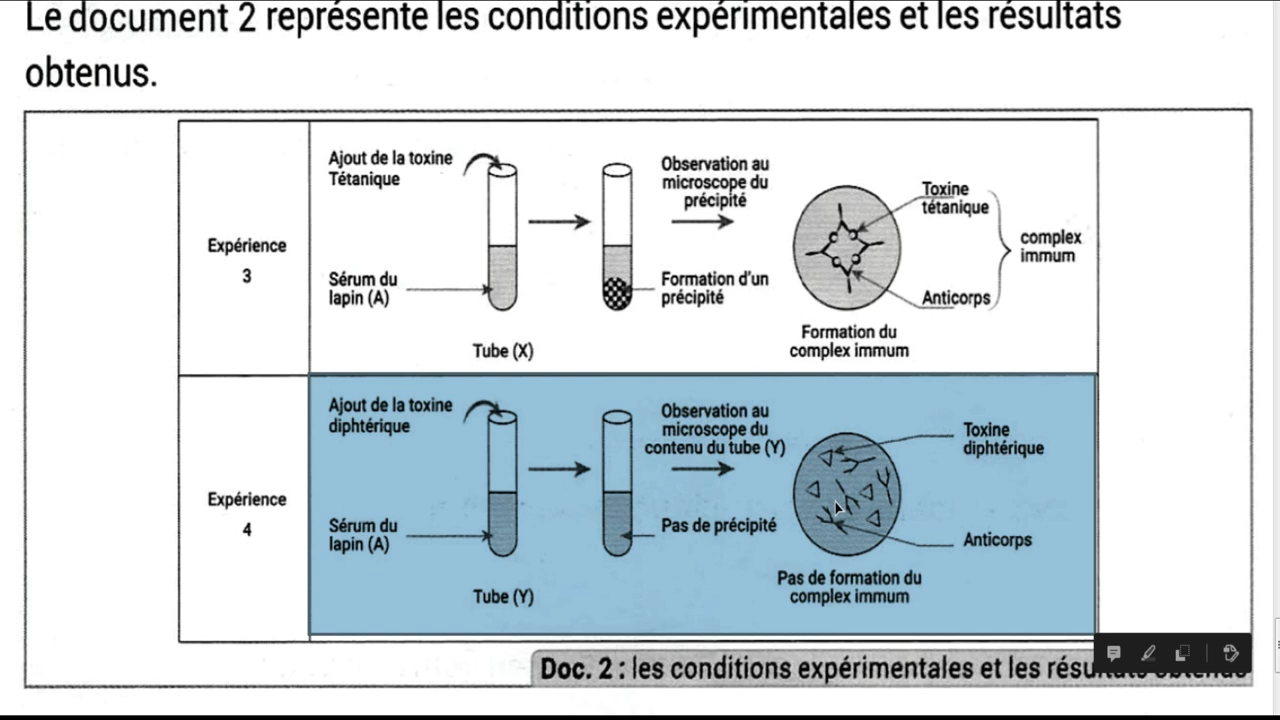 Le document 2 représente les conditions expérimentales et les résultats
obtenus.
Expérience
3
Ajout de la toxine
Tétanique
Sérum du
lapin (A)
Tube (X)
Observation au
microscope du
précipité
Formation d'un
précipité
Toxine
tétanique
Anticorps
complex
immum
Formation du
complex immum
Expérience
4
Ajout de la toxine
diphtérique
Sérum du
lapin (A)
Tube (Y)
Observation au
microscope du
contenu du tube (Y)
Pas de précipité
Toxine
diphtérique
Anticorps
Pas de formation du
complex immum
Doc. 2 : les conditions expérimentales et les résultats obtenus